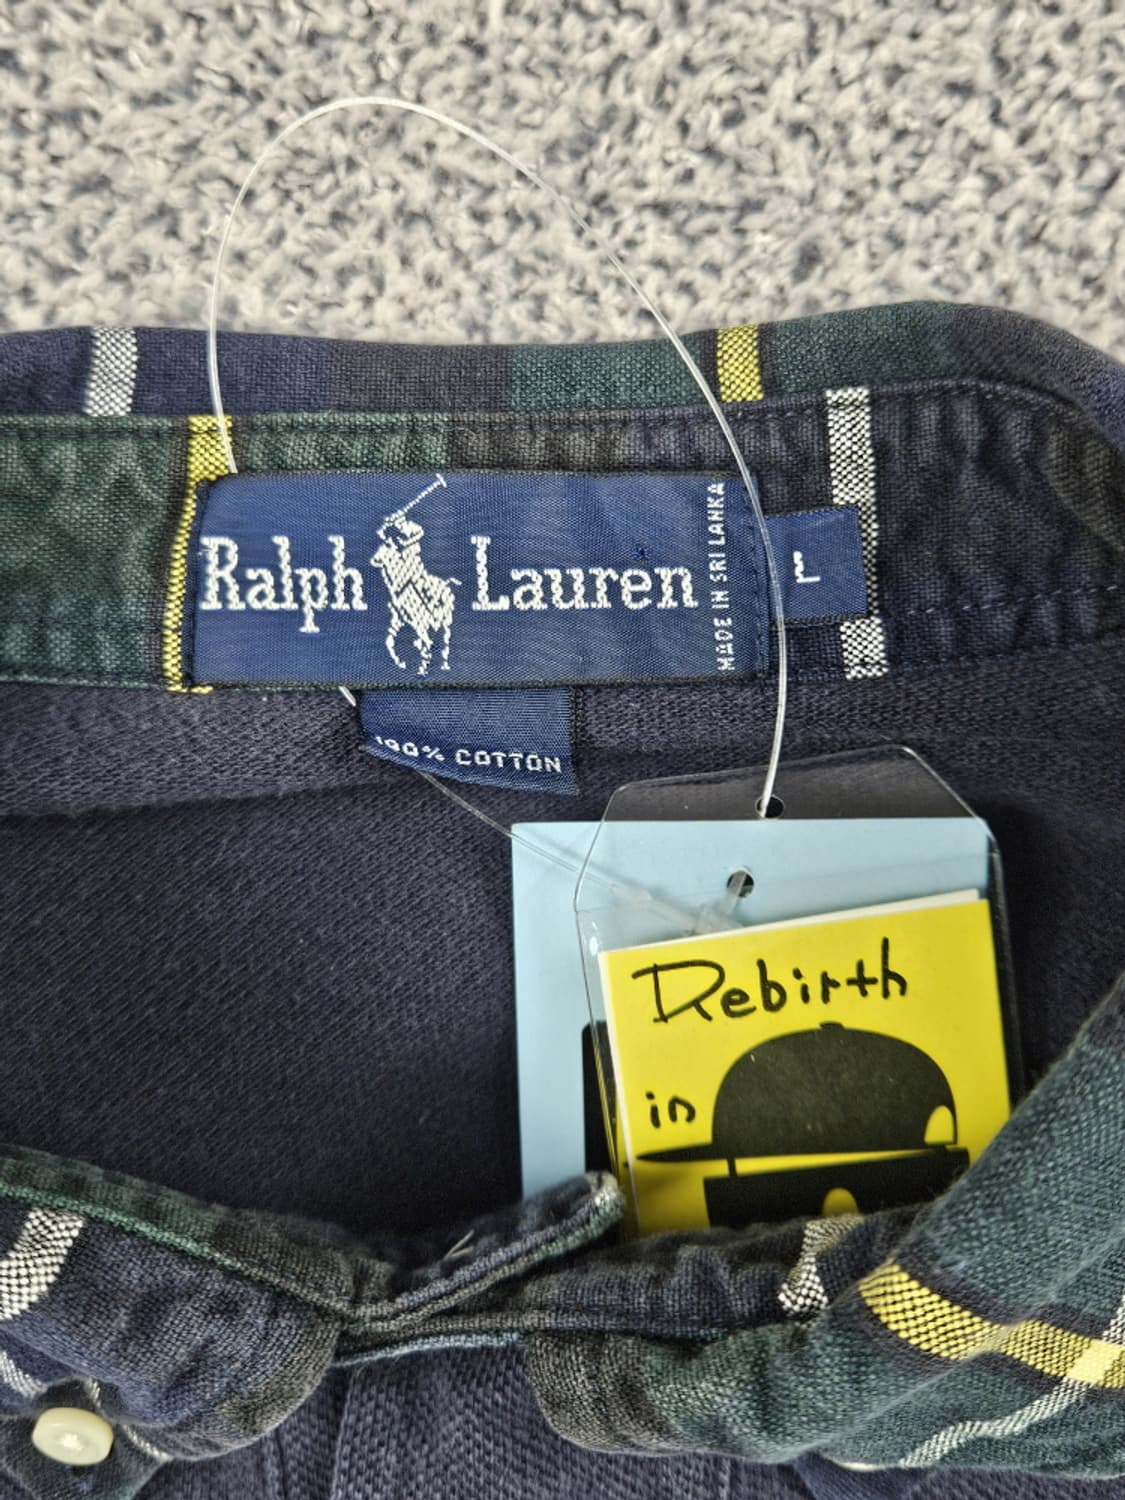 Ralph Lauren
MADE IN SRI LANKA
L
100% COTTON
Rebirth
in